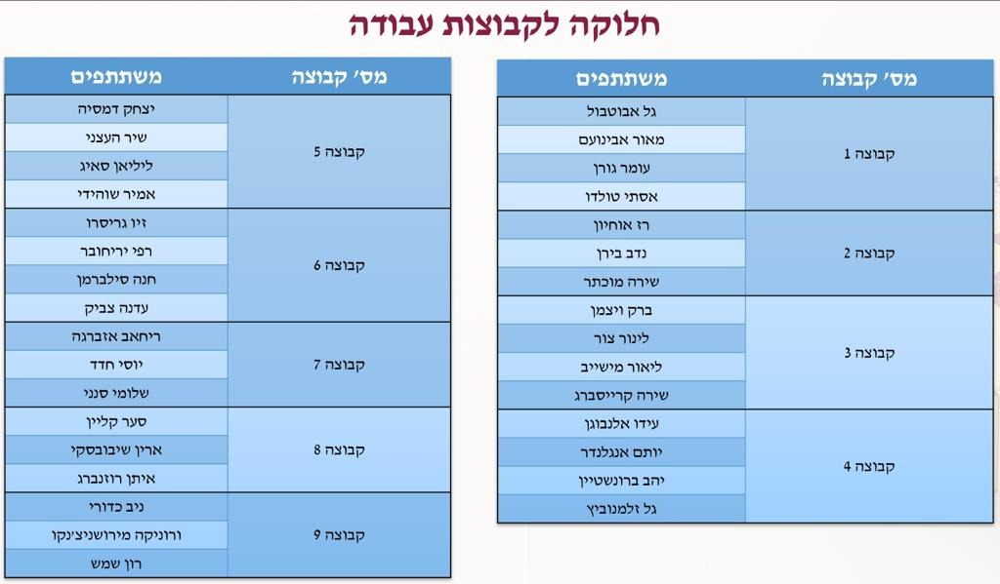 חלוקה לקבוצות עבודה
מס' קבוצה משתתפים
קבוצה 1
גל אבוטבול
מאור אבינועם
עומר גורן
אסתי טולדו
קבוצה 2
רז אוחיון
נדב בירן
שירה מוכתר
קבוצה 3
ברק ויצמן
לינור צור
ליאור מישייב
שירה קרייסברג
קבוצה 4
עידו אלנבוגן
יותם אנגלנדר
יהב ברונשטיין
גל זלמנוביץ
מס' קבוצה משתתפים
קבוצה 5
יצחק דמסיה
שיר העצני
ליליאן סאיג
אמיר שוהידי
קבוצה 6
זיו גריסרו
רפי יריחובר
חנה סילברמן
עדנה צביק
קבוצה 7
ריחאב אזברגה
יוסי חדד
שלומי סנני
קבוצה 8
סער קליין
ארין שיבובסקי
איתן רוזנברג
קבוצה 9
ניב כדורי
ורוניקה מירושניצ'נקו
רון שמש